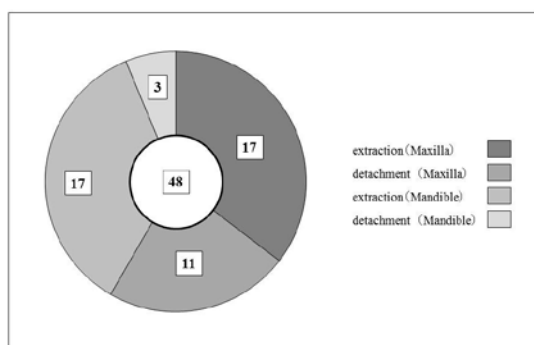 3
17
17
48
11
extraction(Maxilla)
detachment (Maxilla)
extraction(Mandible)
detachment (Mandible)